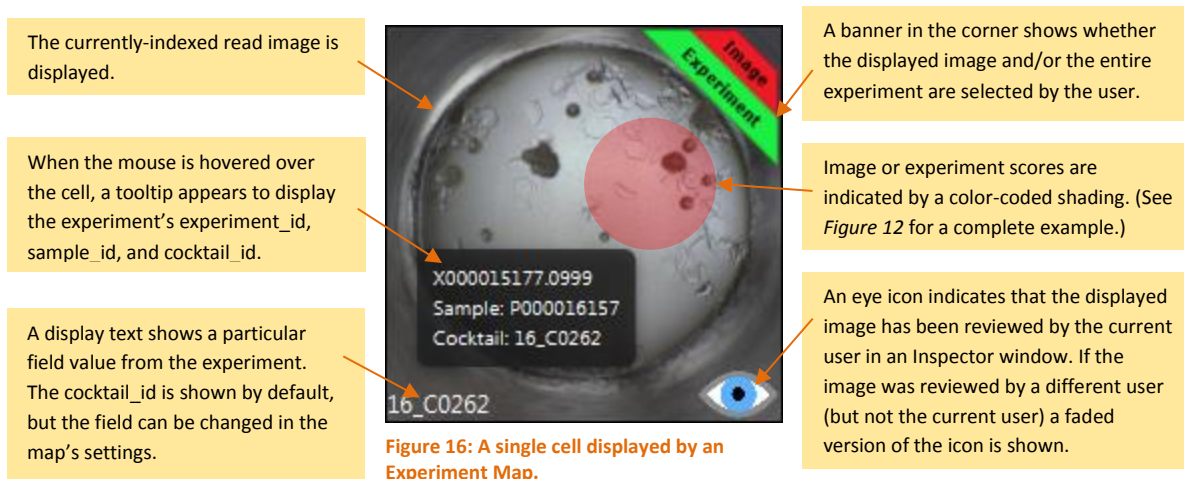 The currently-indexed read image is
displayed.
When the mouse is hovered over
the cell, a tooltip appears to display
the experiment’s experiment_id,
sample_id, and cocktail_id.
A display text shows a particular
field value from the experiment.
The cocktail_id is shown by default,
but the field can be changed in the
map’s settings.
Image
Experiment
X000015177.0999
Sample: P000016157
Cocktail: 16_C0262
16_C0262
Figure 16: A single cell displayed by an
Experiment Map.
A banner in the corner shows whether
the displayed image and/or the entire
experiment are selected by the user.
Image or experiment scores are
indicated by a color-coded shading. (See
Figure 12 for a complete example.)
An eye icon indicates that the displayed
image has been reviewed by the current
user in an Inspector window. If the
image was reviewed by a different user
(but not the current user) a faded
version of the icon is shown.